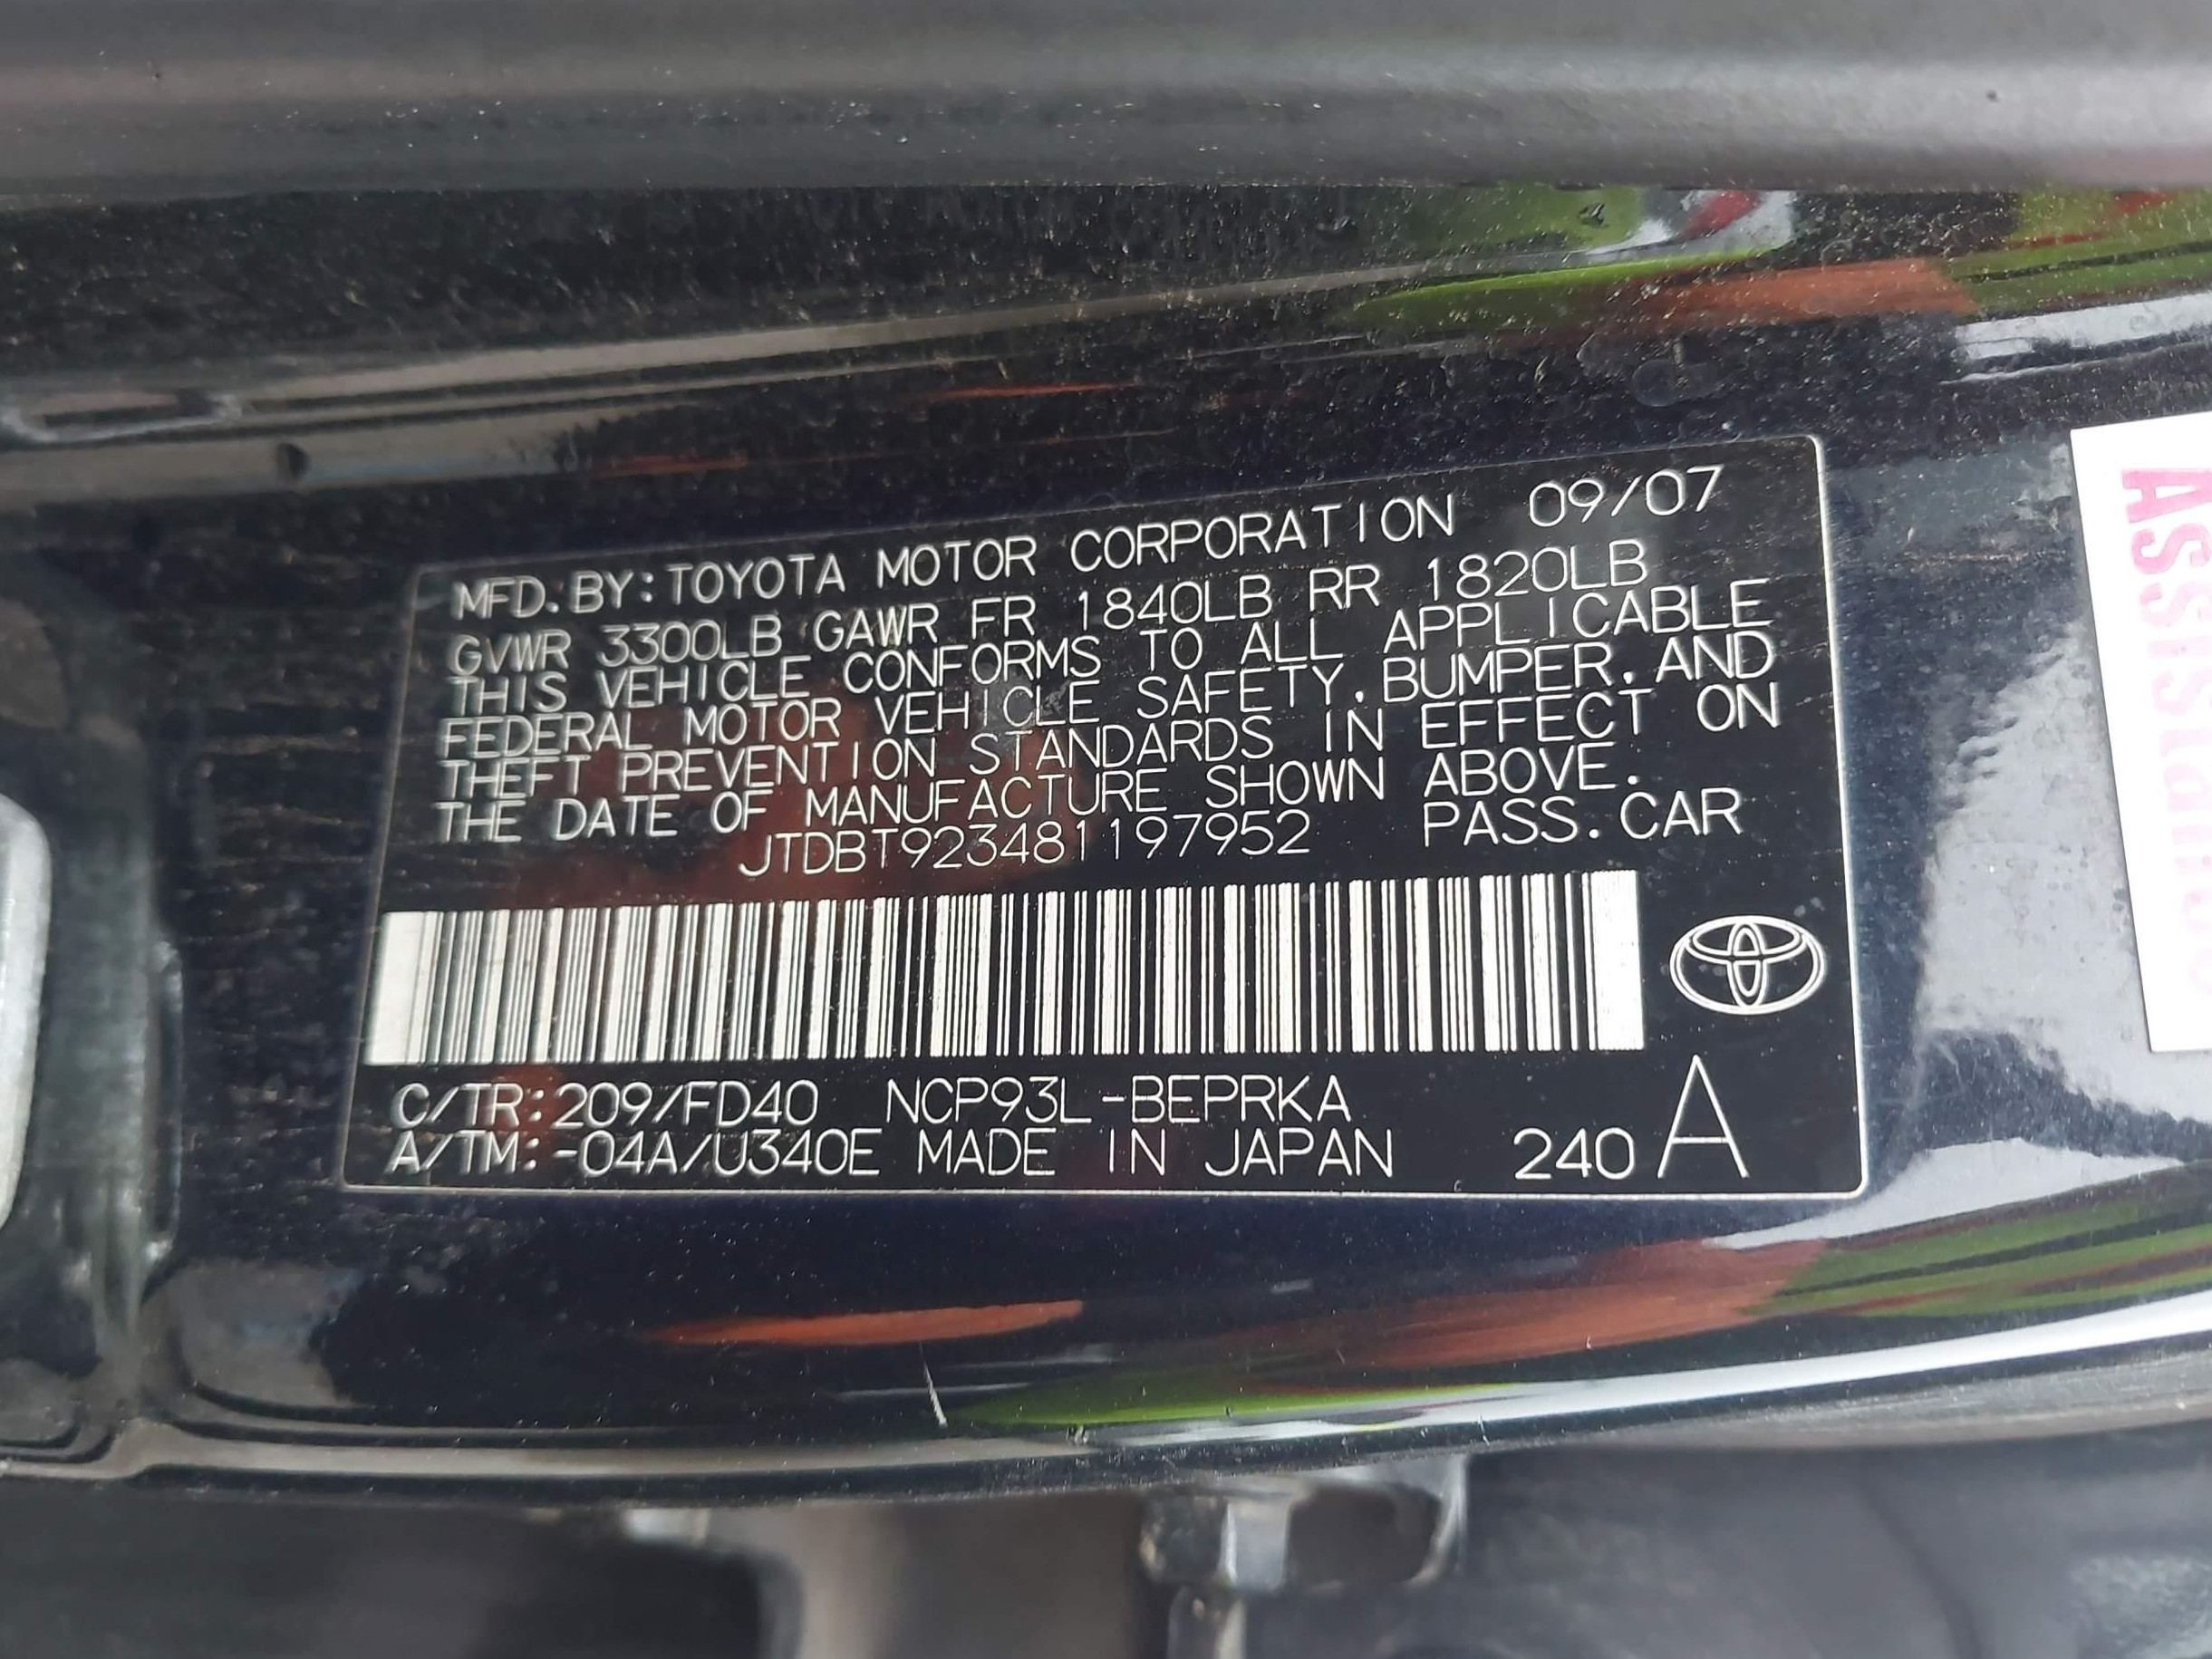 MFD. BY: TOYOTA MOTOR CORPORATION 09/07
GVWR 3300LB GAWR FR 1840LB RR 1820LB
THIS VEHICLE CONFORMS TO ALL APPLICABLE
FEDERAL MOTOR VEHICLE SAFETY, BUMPER, AND
THEFT PREVENTION STANDARDS IN EFFECT ON
THE DATE OF MANUFACTURE SHOWN ABOVE.
JTDBT923481197952 PASS. CAR
C/TR: 209/FD40 NCP93L-BEPRKA
A/TM: -04A/U340E MADE IN JAPAN 240 A
Assistance